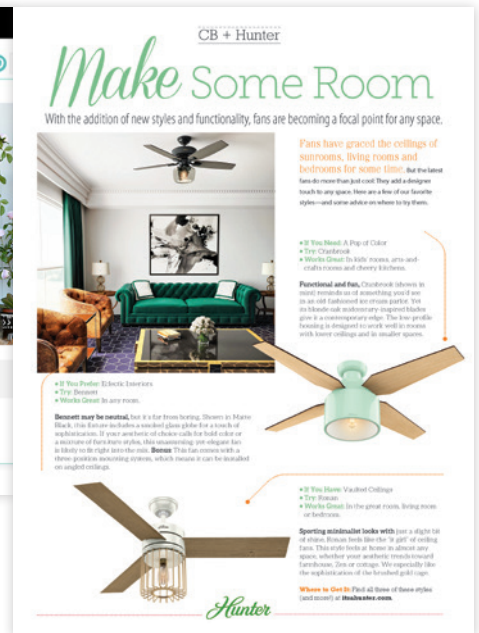 CB + Hunter
Make Some Room
With the addition of new styles and functionality, fans are becoming a focal point for any space.
Fans have graced the ceilings of
sunrooms, living rooms and
bedrooms for some time. But the latest
fans do more than just cool. They add a designer
touch to any space. Here are a few of our favorite
styles—and some advice on where to try them.
• If You Need: A Pop of Color
• Try: Cranbrook
• Works Great: In kids' rooms, arts-and-
crafts rooms and cheery kitchens.
Functional and fun, Cranbrook (shown in
mint) reminds us of something you'd see
in an old-fashioned ice cream parlor. Yet
its blonde oak midcentury-inspired blades
give it a contemporary edge. The low-profile
housing is designed to work well in rooms
with lower ceilings and in smaller spaces.
• If You Prefer: Eclectic Interiors
• Try: Bennett
• Works Great: In any room.
Bennett may be neutral, but it's far from boring. Shown in Matte
Black, this fixture includes a smoked glass globe for a touch of
sophistication. If your aesthetic of choice calls for bold color or
a mixture of furniture styles, this unassuming yet elegant fan
is likely to fit right into the mix. Bonus: This fan comes with a
three-position mounting system, which means it can be installed
on angled ceilings.
• If You Have: Vaulted Ceilings
• Try: Ronan
• Works Great: In the great room, living room
or bedroom.
Sporting minimalist looks with just a slight bit
of shine, Ronan feels like the "it girl" of ceiling
fans. This style feels at home in almost any
space, whether your aesthetic trends toward
farmhouse, Zen or cottage. We especially like
the sophistication of the brushed gold cage.
Where to Get It: Find all three of these styles
(and more!) at itsahunter.com.
Hunter